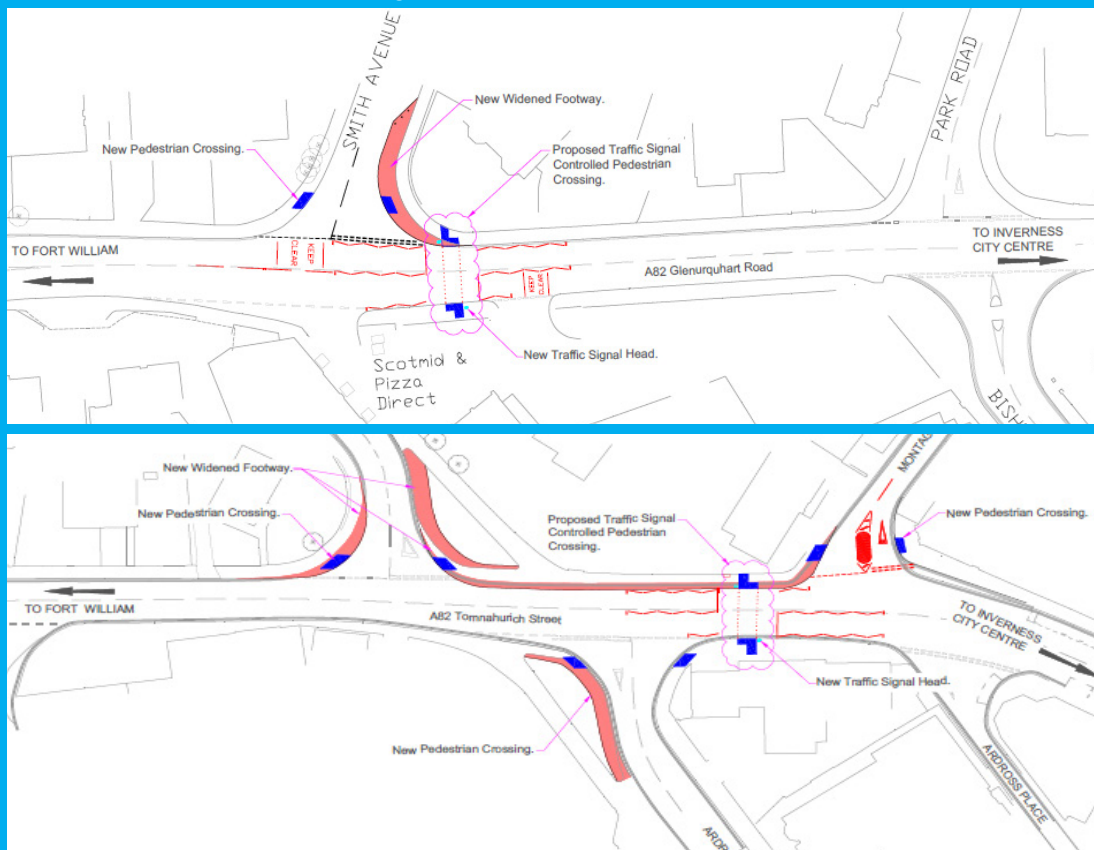 SMITH AVENUE
New Widened Footway.
PARK ROAD
New Pedestrian Crossing.
Proposed Traffic Signal
Controlled Pedestrian
Crossing.
TO FORT WILLIAM
KEEP
CLEAR
TO INVERNESS
CITY CENTRE
A82 Glenurquhart Road
KEEP
CLEAR
New Traffic Signal Head.
Scotmid &
Pizza
Direct
BISH
MONTAG
New Widened Footway.
New Pedestrian Crossing.
Proposed Traffic Signal
Controlled Pedestrian
Crossing.
New Pedestrian Crossing.
TO FORT WILLIAM
A82 Tomnahurich Street
TO INVERNESS
CITY CENTRE
New Traffic Signal Head.
New Pedestrian Crossing.
ARDROSS PLACE
ARDR